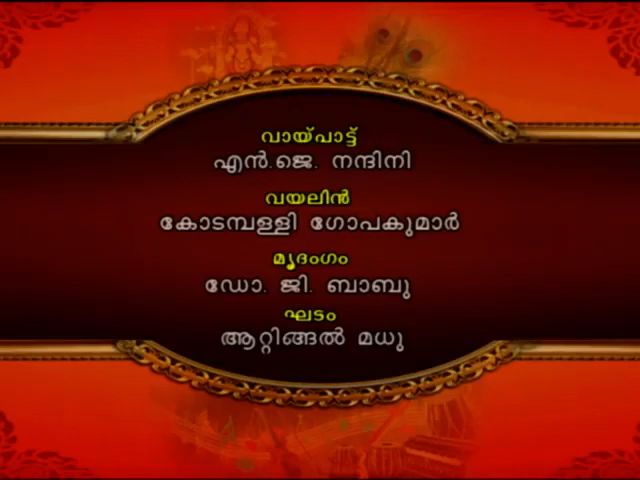 വായ്പാട്ട്
എൻ.ജെ. നന്ദിനി
വയലിൻ
കോടമ്പള്ളി ഗോപകുമാർ
മൃദംഗം
ഡോ. ജി. ബാബു
ഘടം
ആറ്റിങ്ങൽ മധു